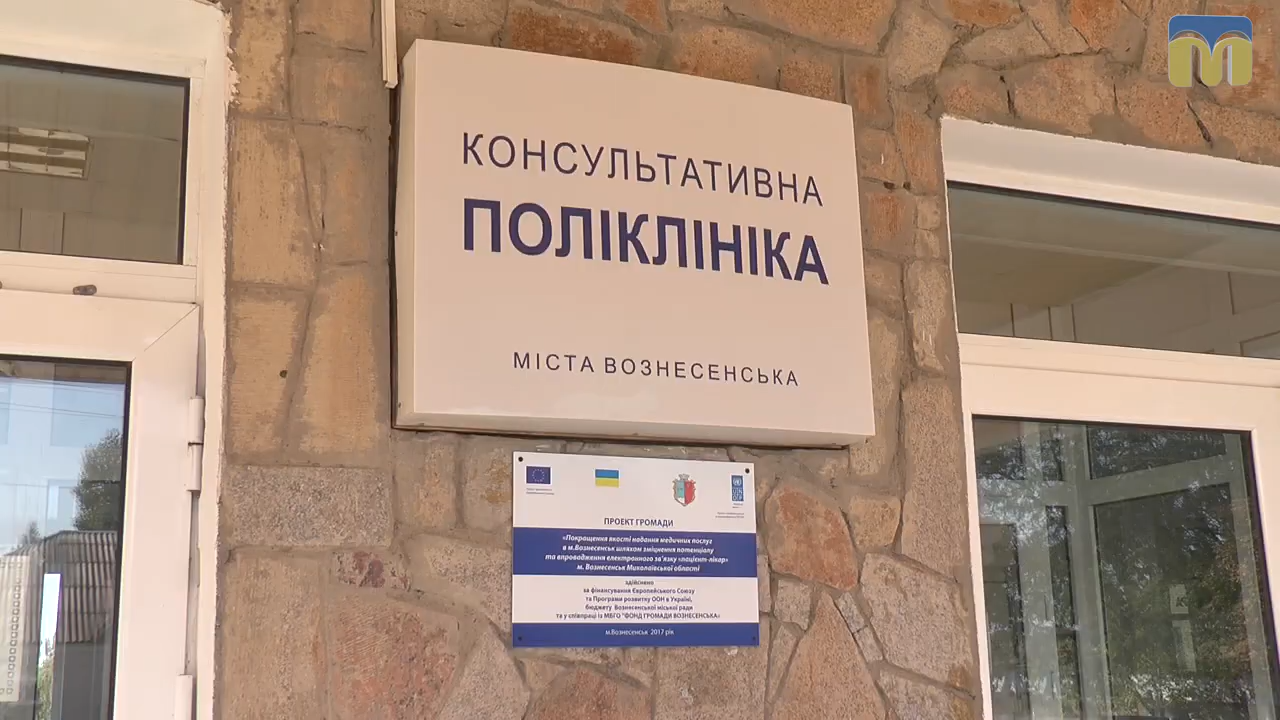 КОНСУЛЬТАТИВНА
ПОЛІКЛІНІКА
МІСТА ВОЗНЕСЕНСЬКА
ПРОЕКТ ГРОМАДИ
«Покращення якості надання медичних послуг
в м.Вознесенськ шляхом зміцнення потенціалу
та впровадження електронного зв'язку «пацієнт-лікар»
м. Вознесенськ Миколаївської області
здійснено
за фінансування Європейського Союзу
та Програми розвитку ООН в Україні,
бюджету Вознесенської міської ради
та у співпраці із МБГО "ФОНД ГРОМАДИ ВОЗНЕСЕНСЬКА»
м.Вознесенськ 2017 рік